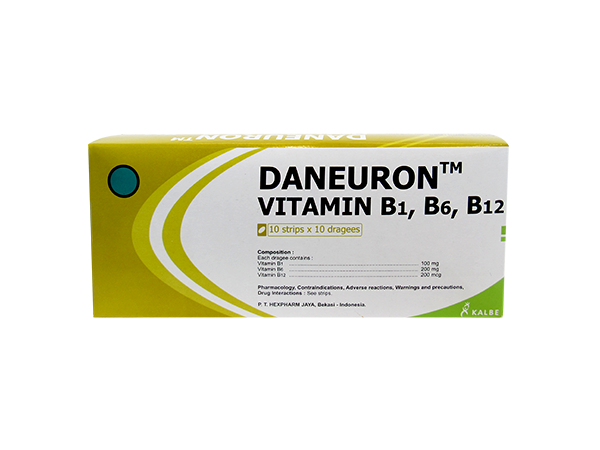 DANEURON™
DANEURON™
VITAMIN B1, B6, B12
10 strips x 10 dragees
Composition :
Each dragee contains :
Vitamin B1 ........ 100 mg
Vitamin B6 ........ 200 mg
Vitamin B12 ........ 200 mcg
Pharmacology, Contraindications, Adverse reactions, Warnings and precautions,
Drug Interactions : See strips.
P. T. HEXPHARM JAYA, Bekasi - Indonesia.
KALBE